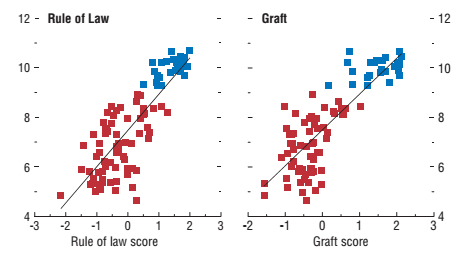 Rule of Law
Graft
12
10
8
6
4
-3 -2 -1 0 1 2 3
Rule of law score
12
10
8
6
4
-2 -1 0 1 2 3
Graft score